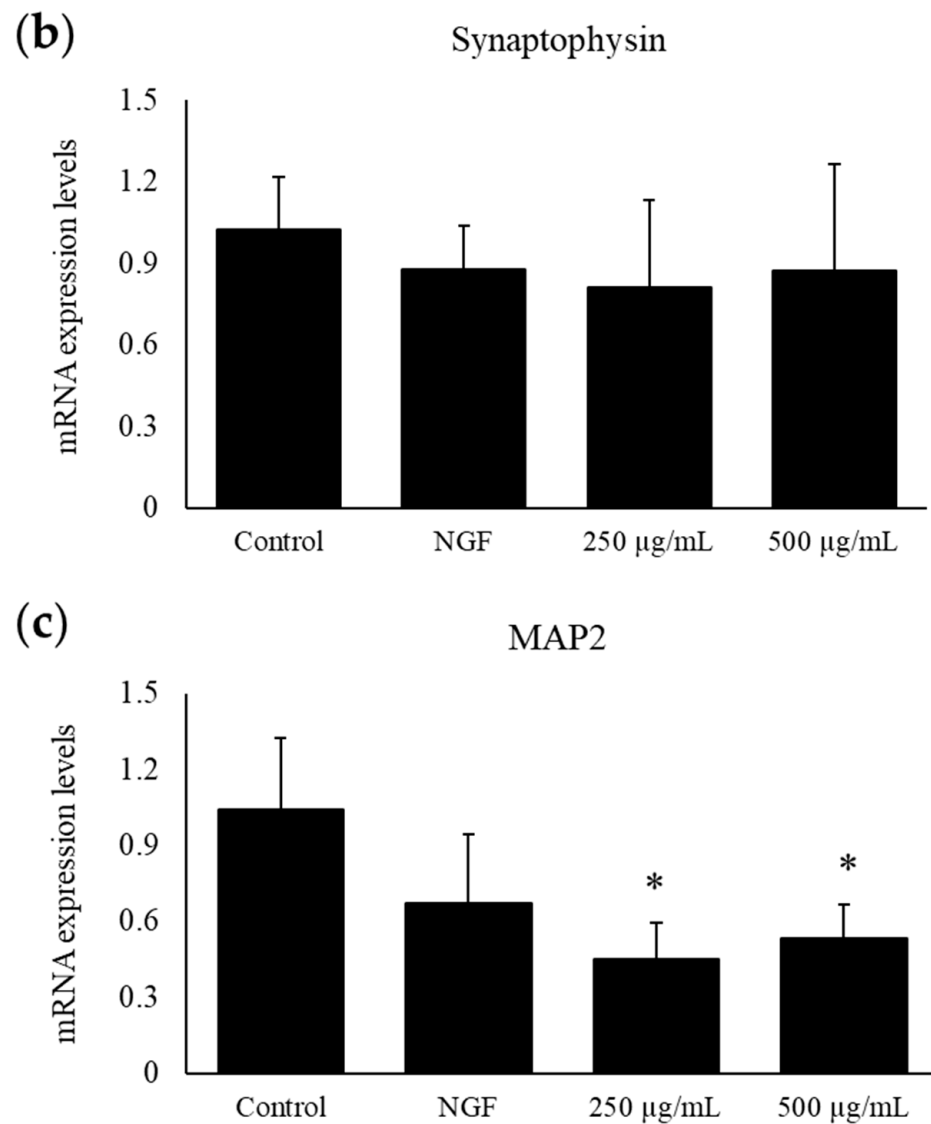 (b)
Synaptophysin
mRNA expression levels
1.5
1.2
0.9
0.6
0.3
0
Control NGF 250 µg/mL 500 µg/mL
(c)
MAP2
mRNA expression levels
1.5
1.2
0.9
0.6
0.3
0
* *
Control NGF 250 µg/mL 500 µg/mL